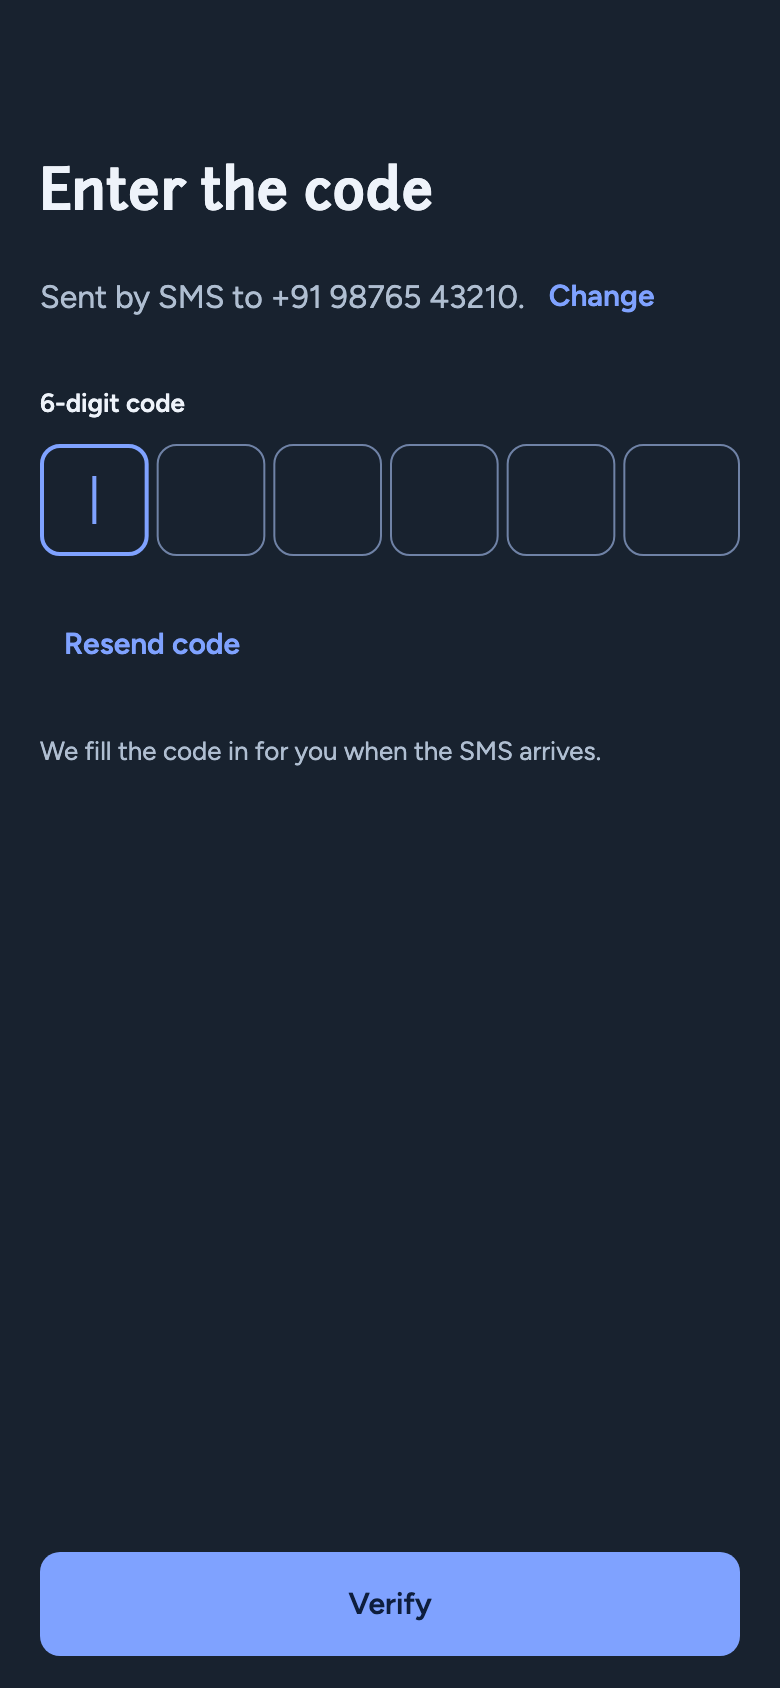 Enter the code
Sent by SMS to +91 98765 43210. Change
6-digit code
Resend code
We fill the code in for you when the SMS arrives.
Verify